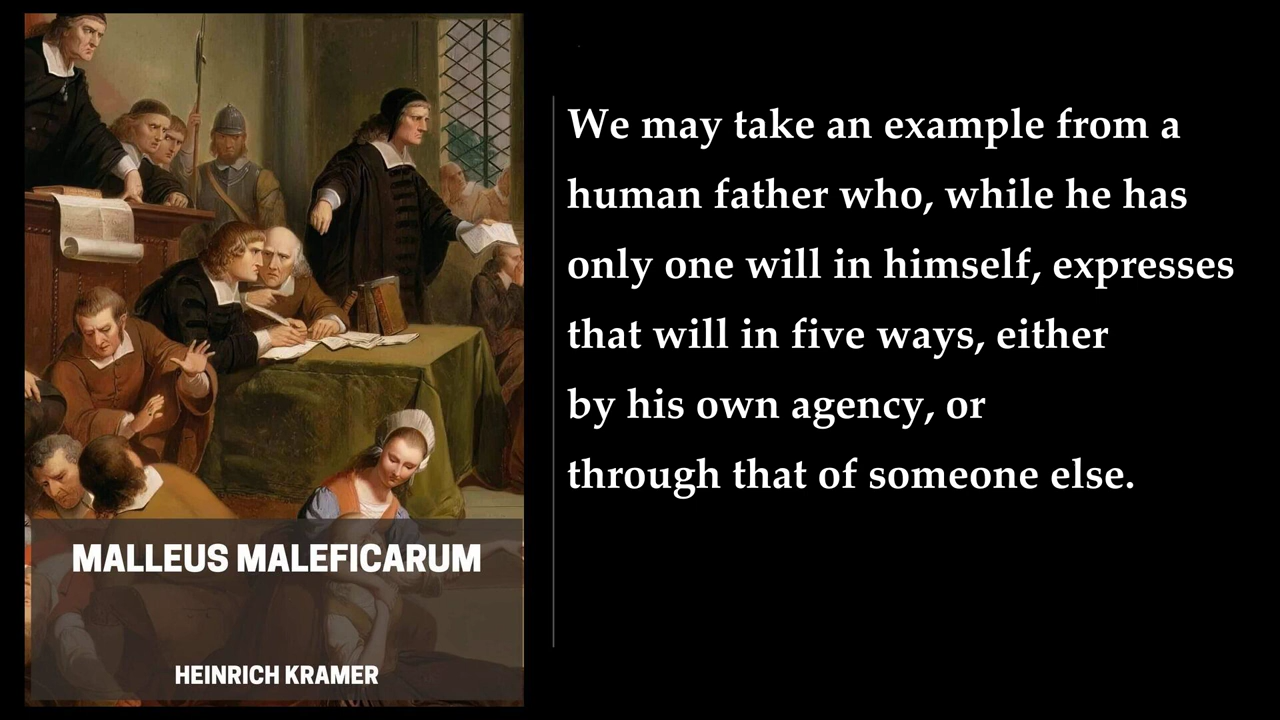 We may take an example from a
human father who, while he has
only one will in himself, expresses
that will in five ways, either
by his own agency, or
through that of someone else.
MALLEUS MALEFICARUM
HEINRICH KRAMER